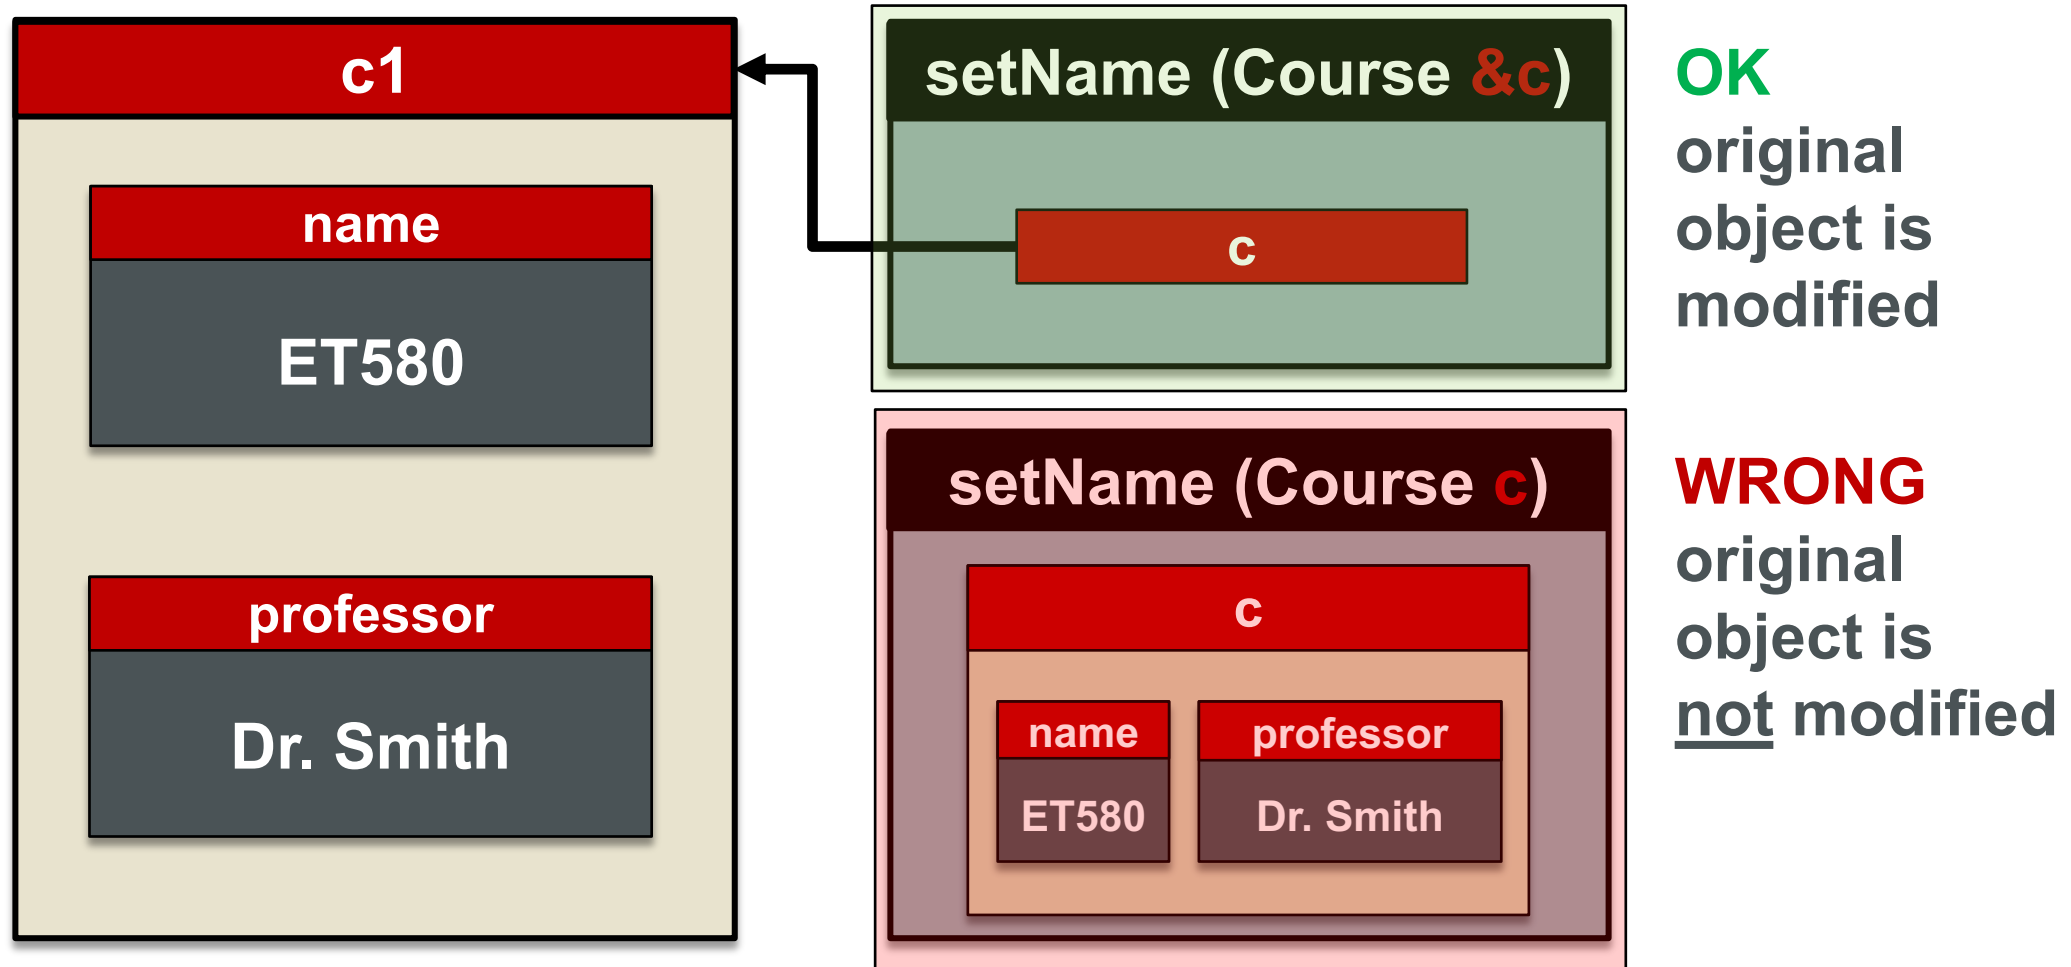 c1
name
ET580
professor
Dr. Smith
setName (Course &c)
c
OK
original
object is
modified
setName (Course c)
c
name
professor
ET580
Dr. Smith
WRONG
original
object is
not modified